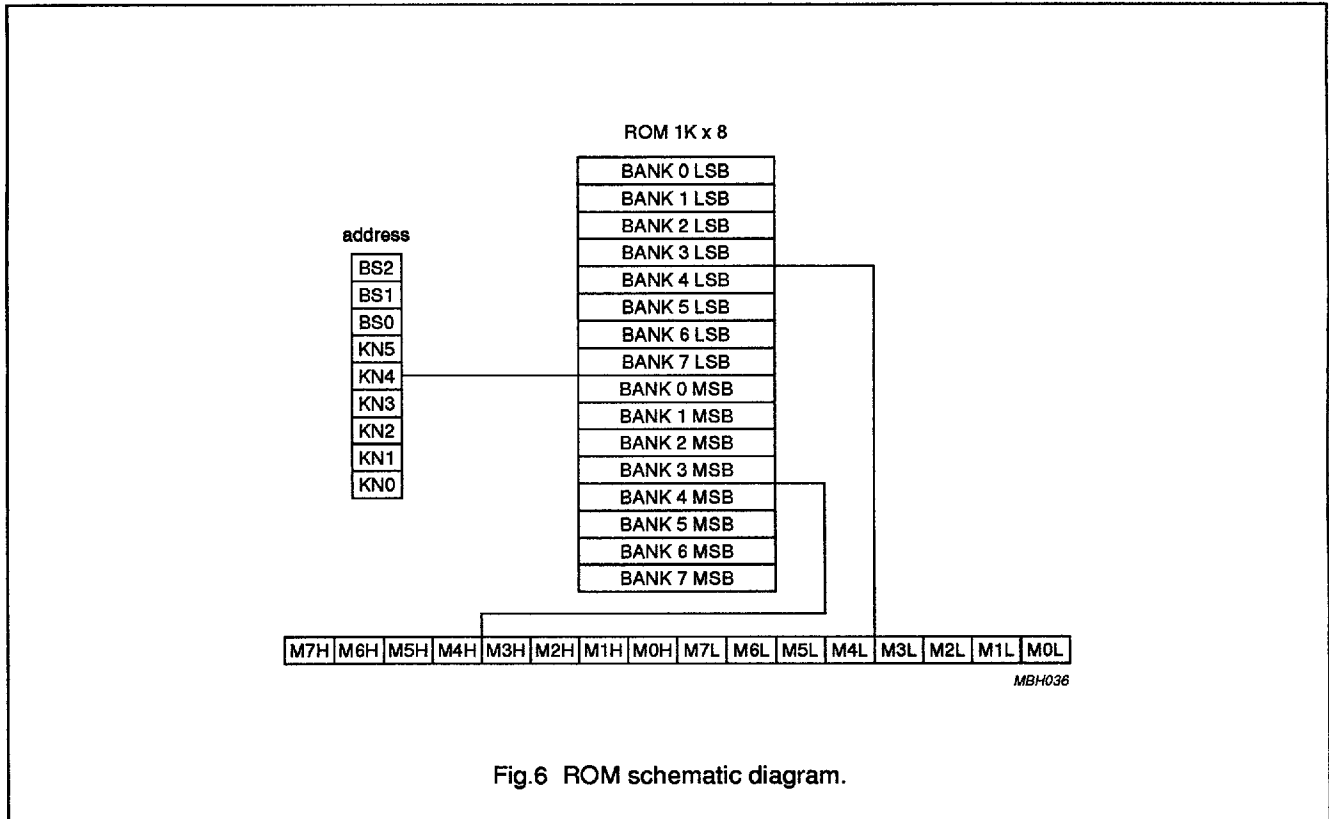 ROM 1K x 8
BANK 0 LSB
BANK 1 LSB
BANK 2 LSB
BANK 3 LSB
BANK 4 LSB
BANK 5 LSB
BANK 6 LSB
BANK 7 LSB
BANK 0 MSB
BANK 1 MSB
BANK 2 MSB
BANK 3 MSB
BANK 4 MSB
BANK 5 MSB
BANK 6 MSB
BANK 7 MSB
address
BS2
BS1
BS0
KN5
KN4
KN3
KN2
KN1
KN0
M7H M6H M5H M4H M3H M2H M1H M0H M7L M6L M5L M4L M3L M2L M1L M0L
MBH036
Fig.6 ROM schematic diagram.